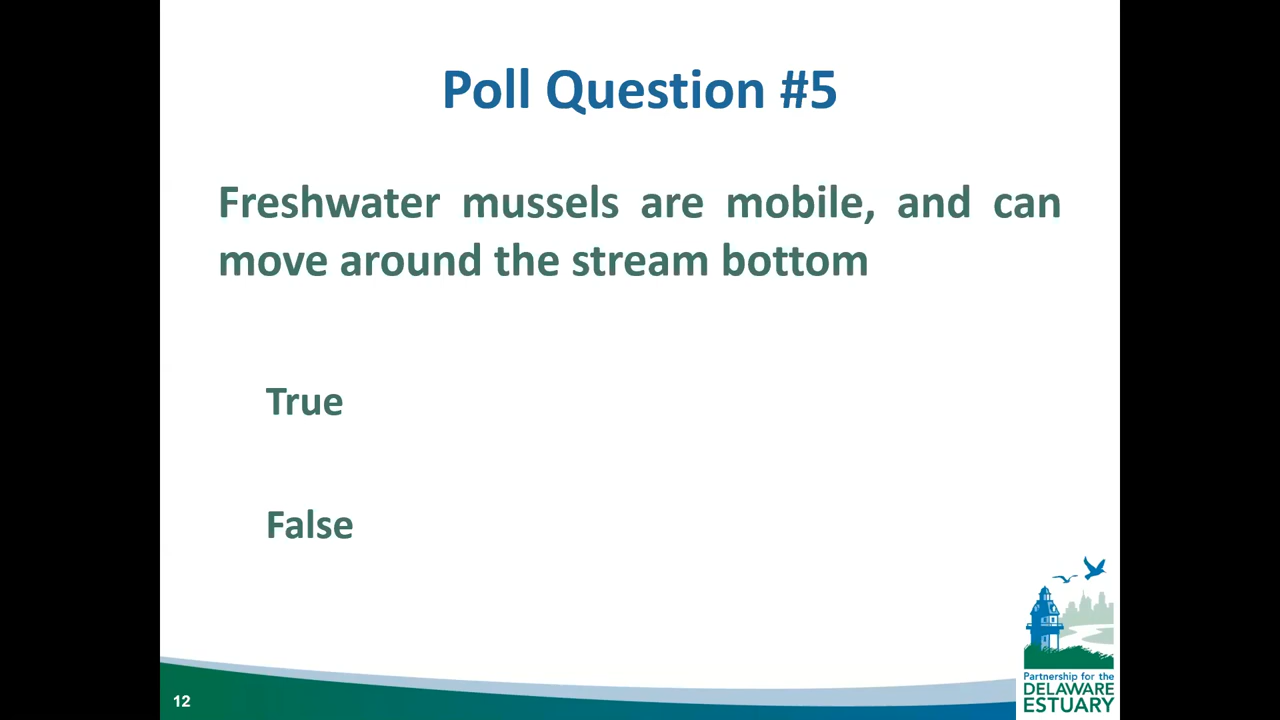 Poll Question #5
Freshwater mussels are mobile, and can
move around the stream bottom
True
False
12
Partnership for the
DELAWARE
ESTUARY